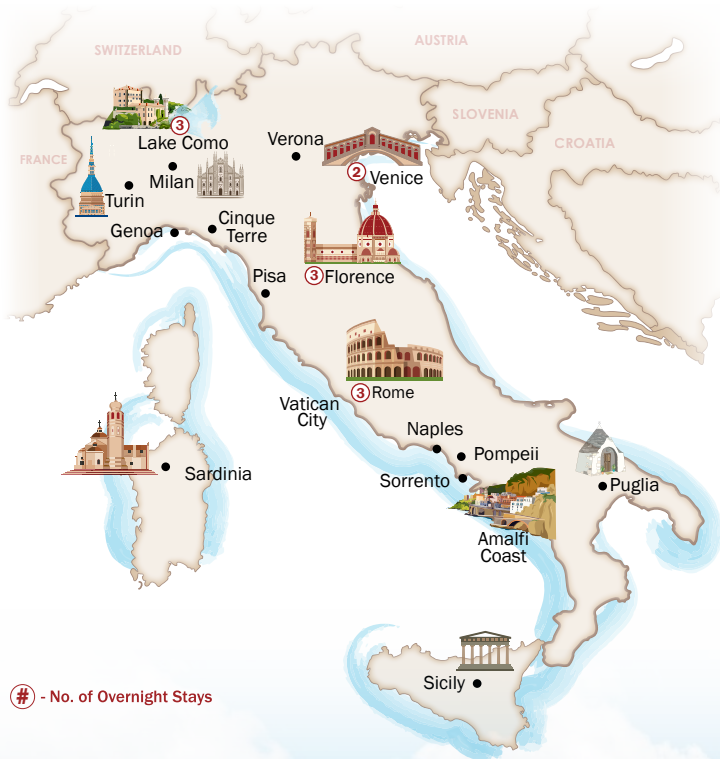 AUSTRIA
SWITZERLAND
SLOVENIA
CROATIA
FRANCE
3
Lake Como
Verona
2
Venice
Milan
Turin
Genoa
Cinque
Terre
3
Florence
Pisa
3
Rome
Vatican
City
Naples
Pompeii
Sorrento
Sardinia
Puglia
Amalfi
Coast
Sicily
# - No. of Overnight Stays